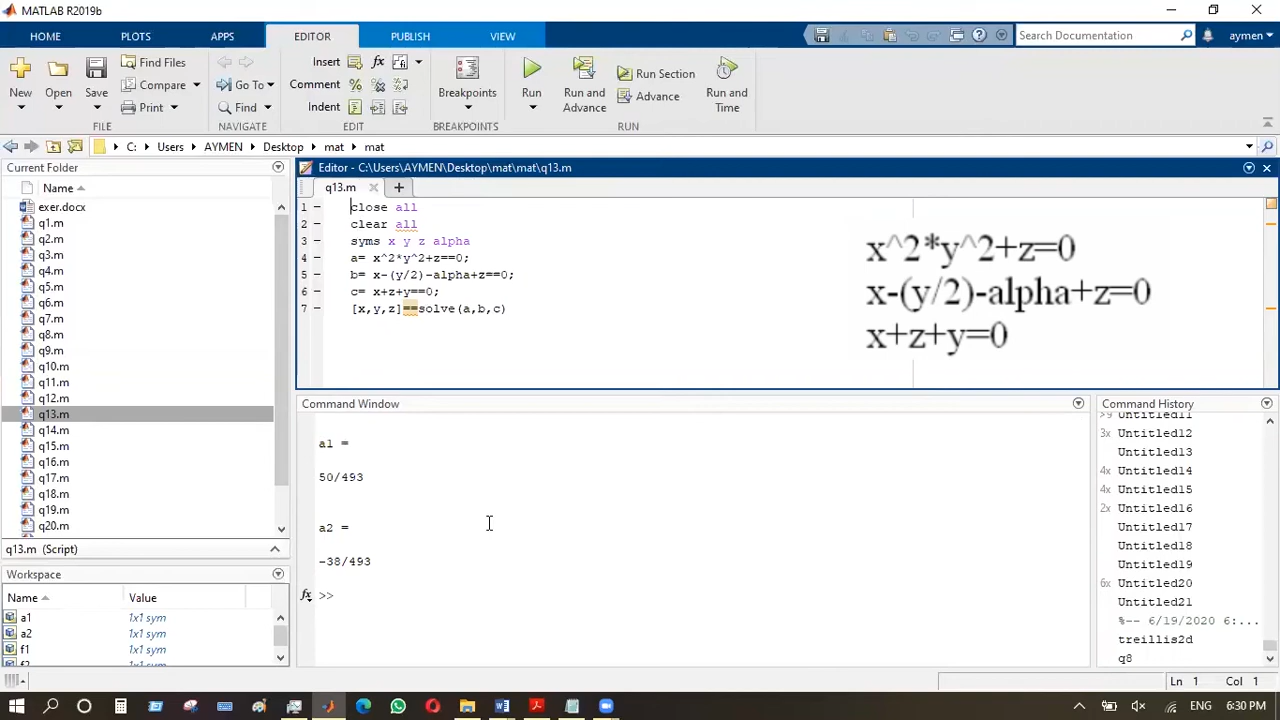 MATLAB R2019b
HOME PLOTS APPS EDITOR PUBLISH VIEW Search Documentation aymen
New Open Save Find Files Compare Print Go To Find Insert Comment Indent fx Breakpoints Run Run and Advance Run Section Advance Run and Time
FILE NAVIGATE EDIT BREAKPOINTS RUN
C: Users AYMEN Desktop mat mat
Current Folder
Name
exer.docx
q1.m
q2.m
q3.m
q4.m
q5.m
q6.m
q7.m
q8.m
q9.m
q10.m
q11.m
q12.m
q13.m
q14.m
q15.m
q16.m
q17.m
q18.m
q19.m
q20.m
q13.m (Script)
Workspace
Name Value
a1 1x1 sym
a2 1x1 sym
f1 1x1 sym
f2 1x1 sym
Editor - C:\Users\AYMEN\Desktop\mat\mat\q13.m
q13.m
1 - close all
2 - clear all
3 - syms x y z alpha
4 - a= x^2*y^2+z==0;
5 - b= x-(y/2)-alpha+z==0;
6 - c= x+z+y==0;
7 - [x,y,z]==solve(a,b,c)
x^2*y^2+z=0
x-(y/2)-alpha+z=0
x+z+y=0
Command Window
a1 =
50/493
a2 =
-38/493
fx >>
Command History
>9 Untitled11
3x Untitled12
Untitled13
4x Untitled14
4x Untitled15
2x Untitled16
Untitled17
Untitled18
Untitled19
6x Untitled20
Untitled21
%-- 6/19/2020 6:...
treillis2d
q8
Ln 1 Col 1
ENG 6:30 PM